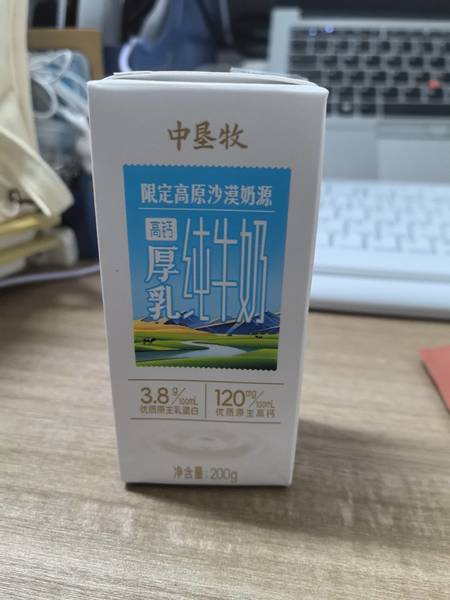 中垦牧
限定高原沙漠奶源
高钙
厚乳
纯牛奶
3.8g/100mL
优质原生乳蛋白
120mg/100mL
优质原生高钙
净含量:200g